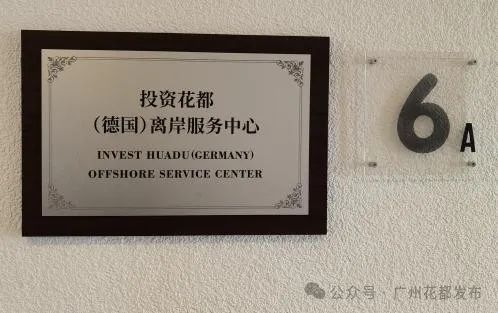 投资花都
（德国）离岸服务中心
INVEST HUADU(GERMANY)
OFFSHORE SERVICE CENTER
6A
公众号·广州花都发布